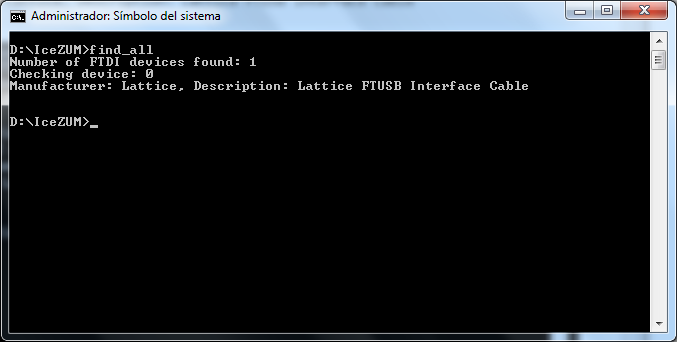 Administrador: Símbolo del sistema
D:\IceZUM>find_all
Number of FTDI devices found: 1
Checking device: 0
Manufacturer: Lattice, Description: Lattice FTUSB Interface Cable
D:\IceZUM>_